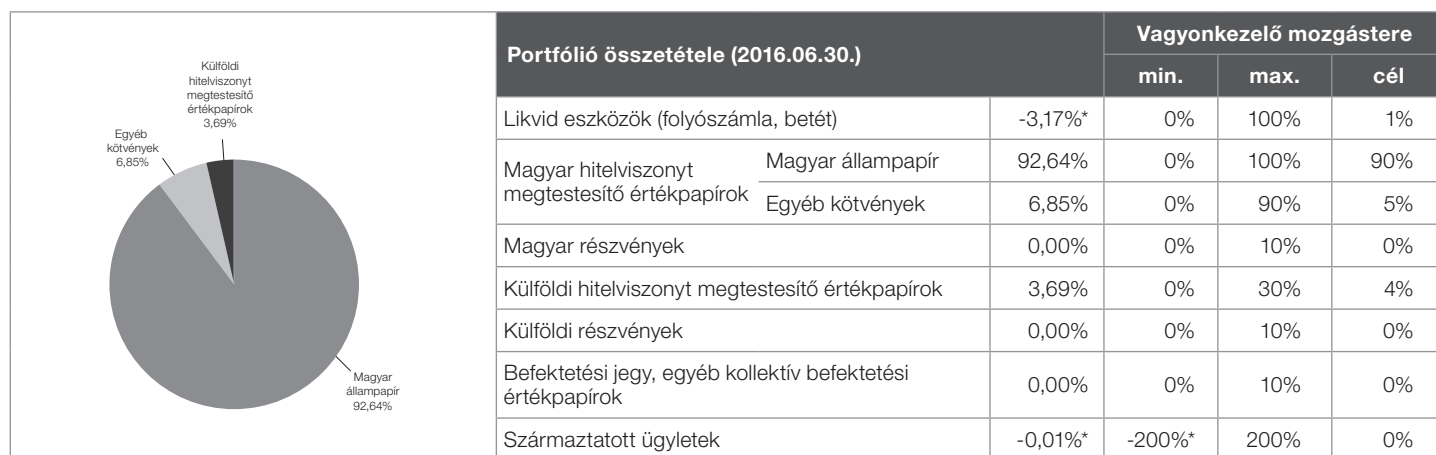 Külföldi
hitelviszonyt
megtestesítő
értékpapírok
3,69%
Egyéb
kötvények
6,85%
Magyar
állampapír
92,64%
Portfólió összetétele (2016.06.30.) Vagyonkezelő mozgástere
min. max. cél
Likvid eszközök (folyószámla, betét) -3,17%* 0% 100% 1%
Magyar hitelviszonyt
megtestesítő értékpapírok
Magyar állampapír 92,64% 0% 100% 90%
Egyéb kötvények 6,85% 0% 90% 5%
Magyar részvények 0,00% 0% 10% 0%
Külföldi hitelviszonyt megtestesítő értékpapírok 3,69% 0% 30% 4%
Külföldi részvények 0,00% 0% 10% 0%
Befektetési jegy, egyéb kollektív befektetési
értékpapírok 0,00% 0% 10% 0%
Származtatott ügyletek -0,01%* -200%* 200% 0%